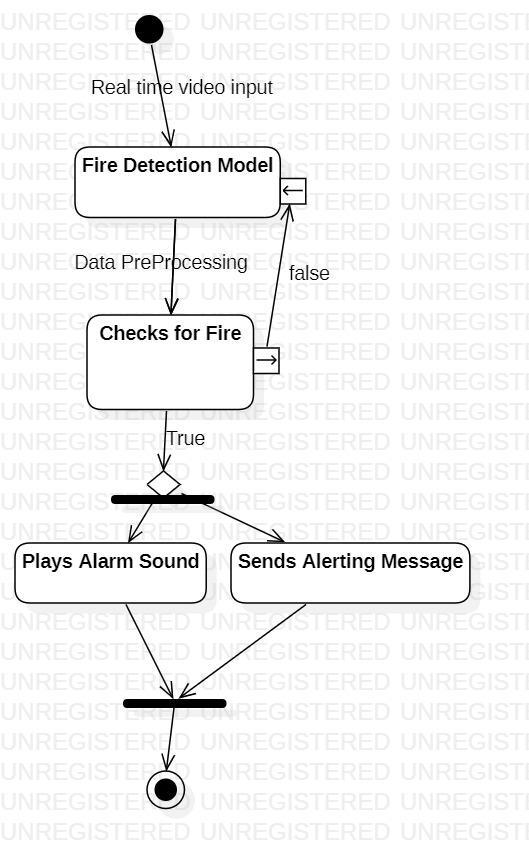 Real time video input
Fire Detection Model
Data PreProcessing
false
Checks for Fire
True
Plays Alarm Sound
Sends Alerting Message
UNREGISTERED